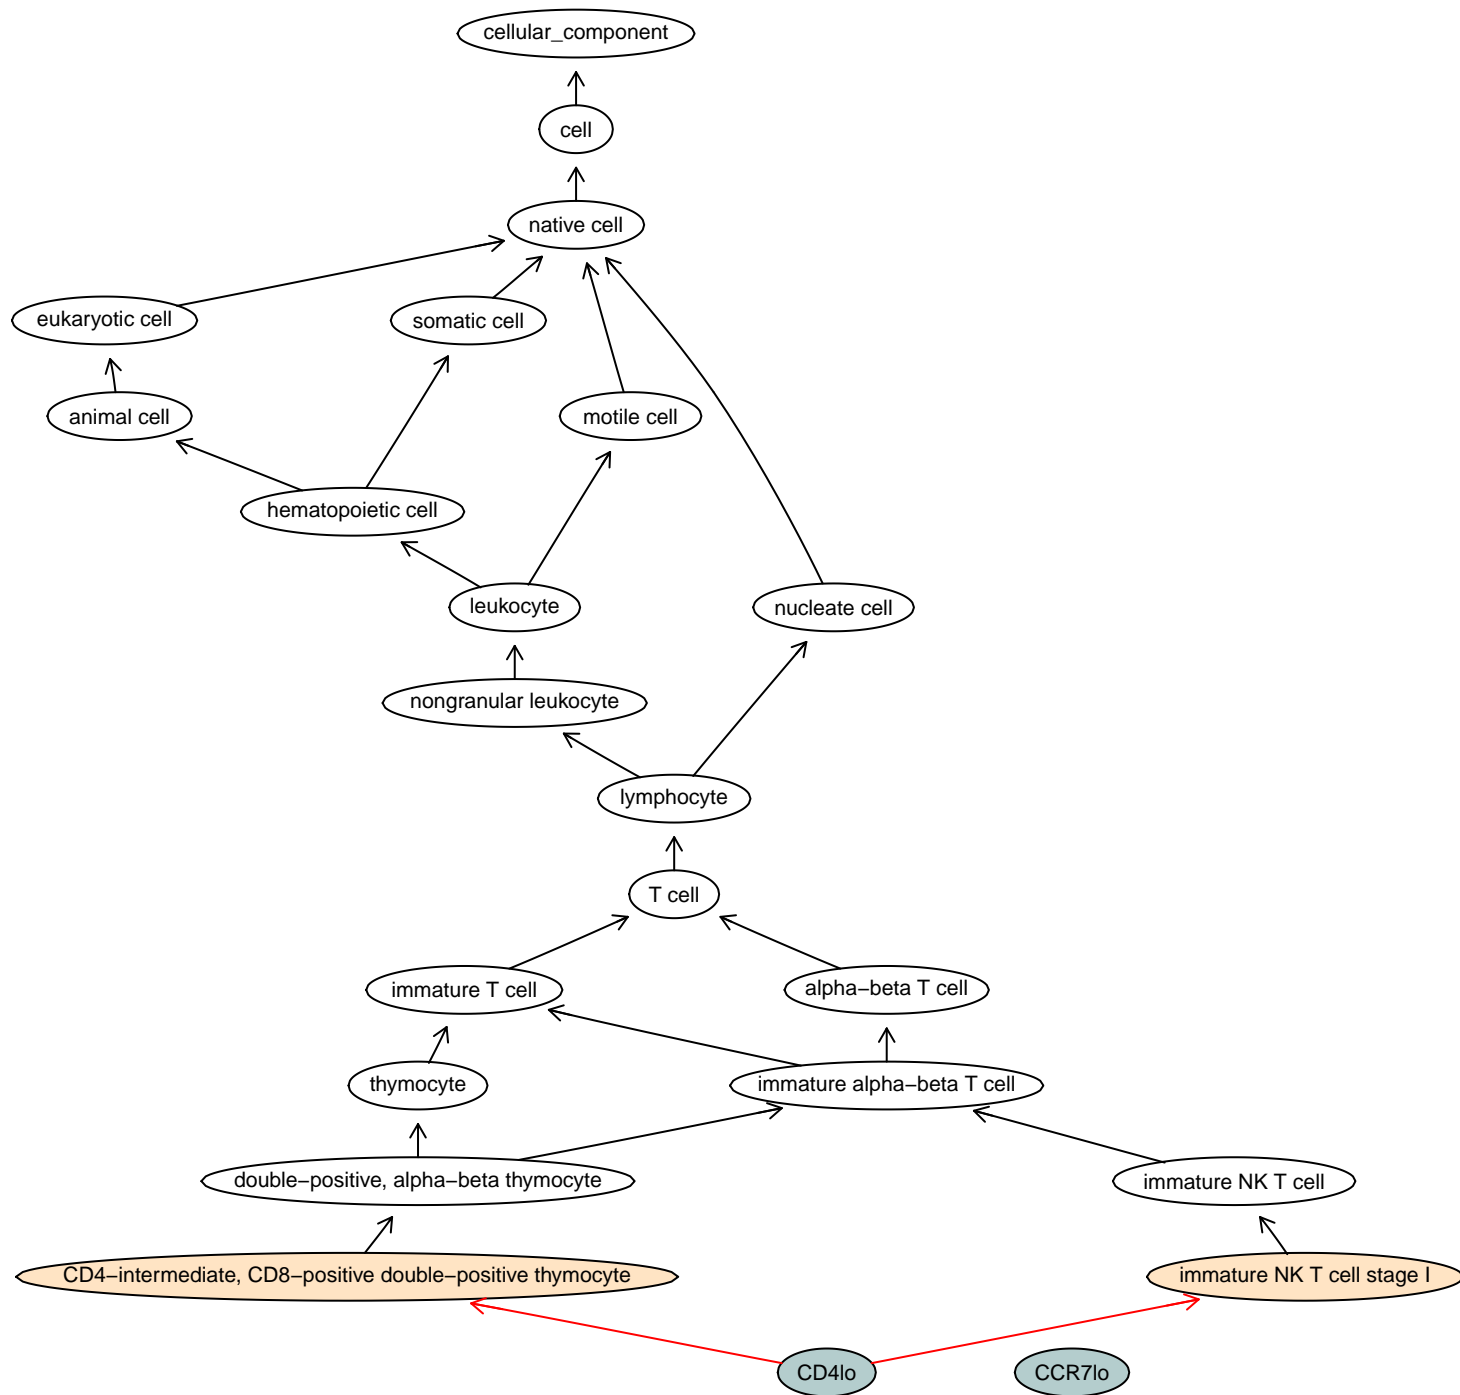 cellular_component
cell
native cell
eukaryotic cell
somatic cell
animal cell
motile cell
hematopoietic cell
leukocyte
nucleate cell
nongranular leukocyte
lymphocyte
T cell
immature T cell
alpha−beta T cell
thymocyte
immature alpha−beta T cell
double−positive, alpha−beta thymocyte
immature NK T cell
CD4−intermediate, CD8−positive double−positive thymocyte
immature NK T cell stage I
CD4lo
CCR7lo